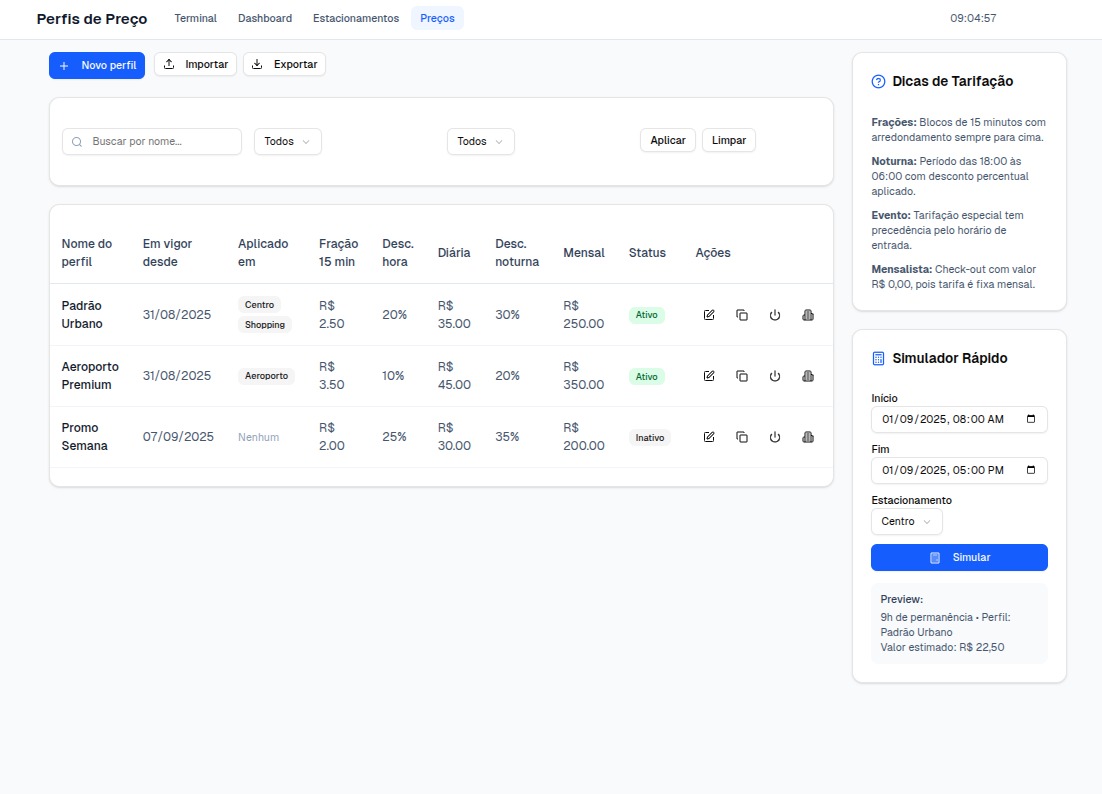 Perfis de Preço Terminal Dashboard Estacionamentos Preços 09:04:57
Novo perfil Importar Exportar
Buscar por nome... Todos Todos Aplicar Limpar
Nome do perfil Em vigor desde Aplicado em Fração 15 min Desc. hora Diária Desc. noturna Mensal Status Ações
Padrão Urbano 31/08/2025 Centro Shopping R$ 2.50 20% R$ 35.00 30% R$ 250.00 Ativo
Aeroporto Premium 31/08/2025 Aeroporto R$ 3.50 10% R$ 45.00 20% R$ 350.00 Ativo
Promo Semana 07/09/2025 Nenhum R$ 2.00 25% R$ 30.00 35% R$ 200.00 Inativo
Dicas de Tarifação
Frações: Blocos de 15 minutos com
arredondamento sempre para cima.
Noturna: Período das 18:00 às
06:00 com desconto percentual
aplicado.
Evento: Tarifação especial tem
precedência pelo horário de
entrada.
Mensalista: Check-out com valor
R$ 0,00, pois tarifa é fixa mensal.
Simulador Rápido
Início
01/09/2025, 08:00 AM
Fim
01/09/2025, 05:00 PM
Estacionamento
Centro
Simular
Preview:
9h de permanência • Perfil:
Padrão Urbano
Valor estimado: R$ 22,50